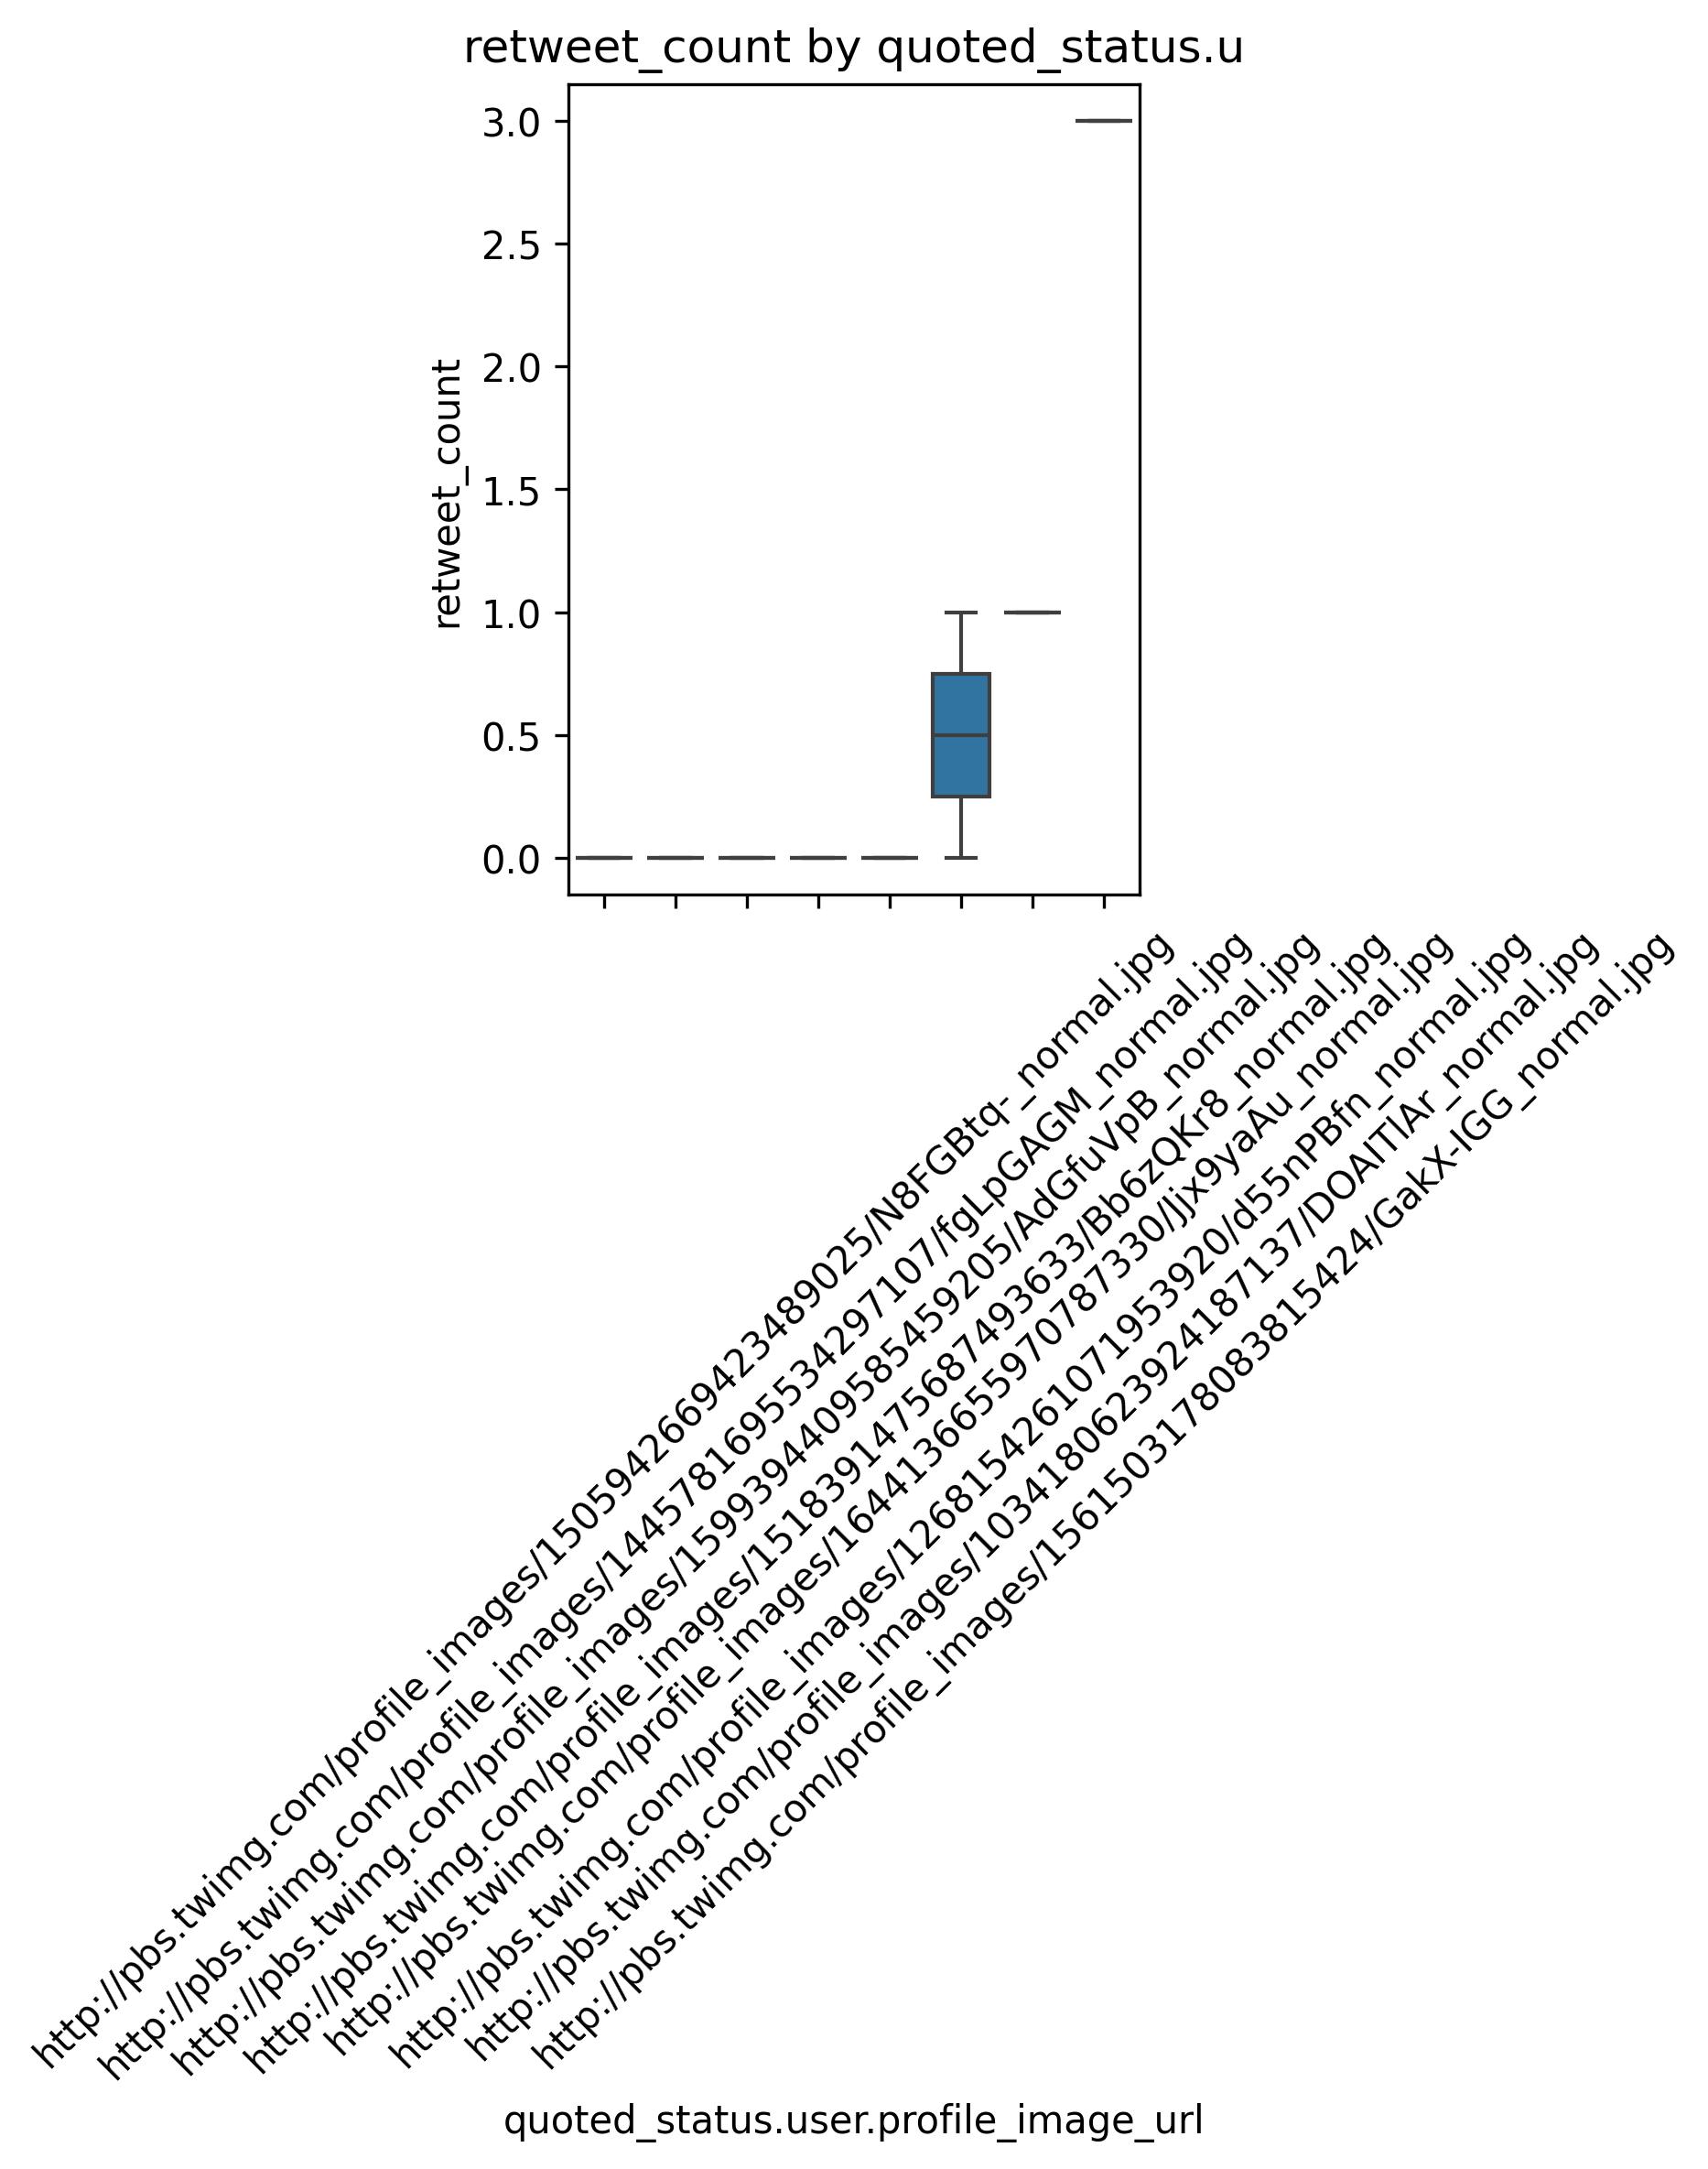 retweet_count by quoted_status.u
3.0
2.5
2.0
1.5
1.0
0.5
0.0
retweet_count
http://pbs.twimg.com/profile_images/1505942669423489025/N8FGBtq-_normal.jpg
http://pbs.twimg.com/profile_images/1445781695534297107/fgLpGAGM_normal.jpg
http://pbs.twimg.com/profile_images/1599394409585459205/AdGfuVpB_normal.jpg
http://pbs.twimg.com/profile_images/1518391475687493633/Bb6zQKr8_normal.jpg
http://pbs.twimg.com/profile_images/1644136655970787330/Jjx9yaAu_normal.jpg
http://pbs.twimg.com/profile_images/1268154261071953920/d55nPBfn_normal.jpg
http://pbs.twimg.com/profile_images/1034180623924187137/DOAITlAr_normal.jpg
http://pbs.twimg.com/profile_images/1561503178083815424/GakX-lGG_normal.jpg
quoted_status.user.profile_image_url